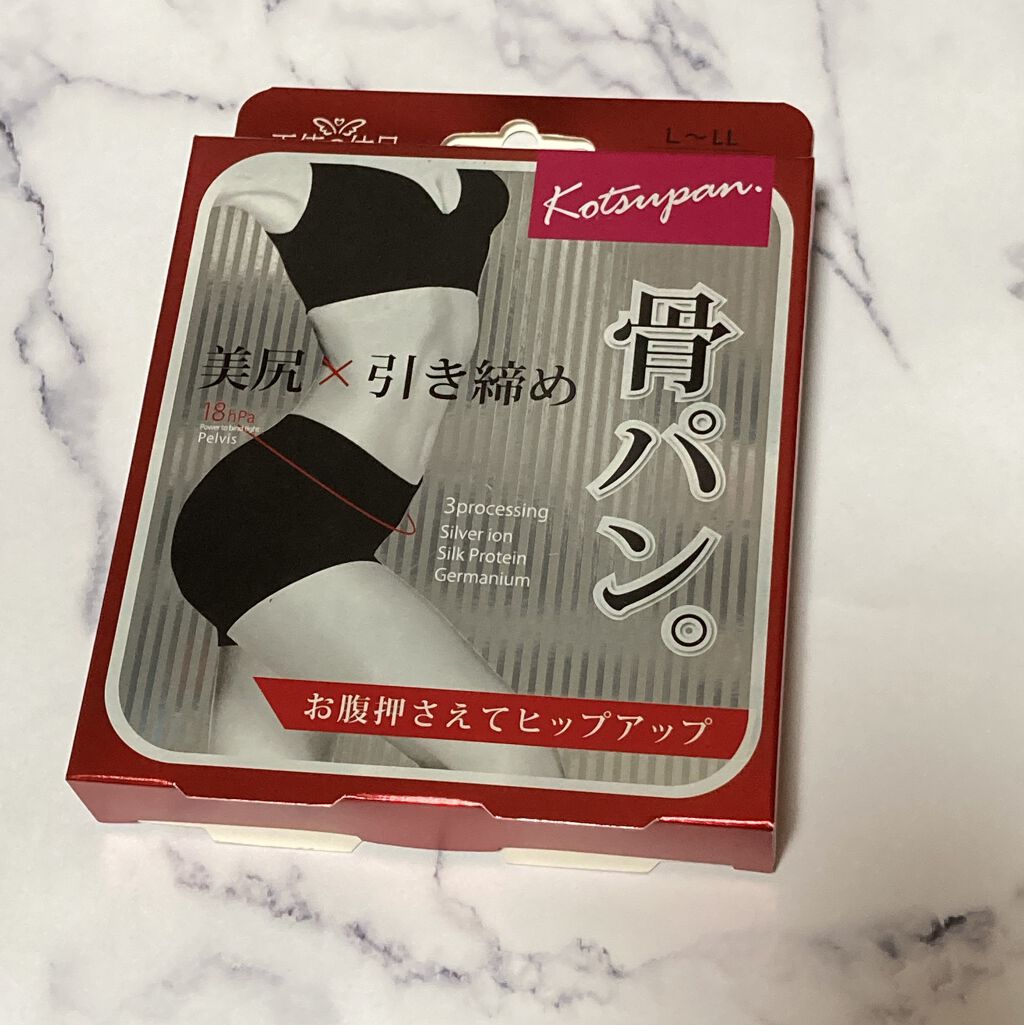 L～LL
Kotsupan.
骨パン。
美尻×引き締め
18hPa
Power to bind tight
Pelvis
3processing
Silver ion
Silk Protein
Germanium
お腹押さえてヒップアップ